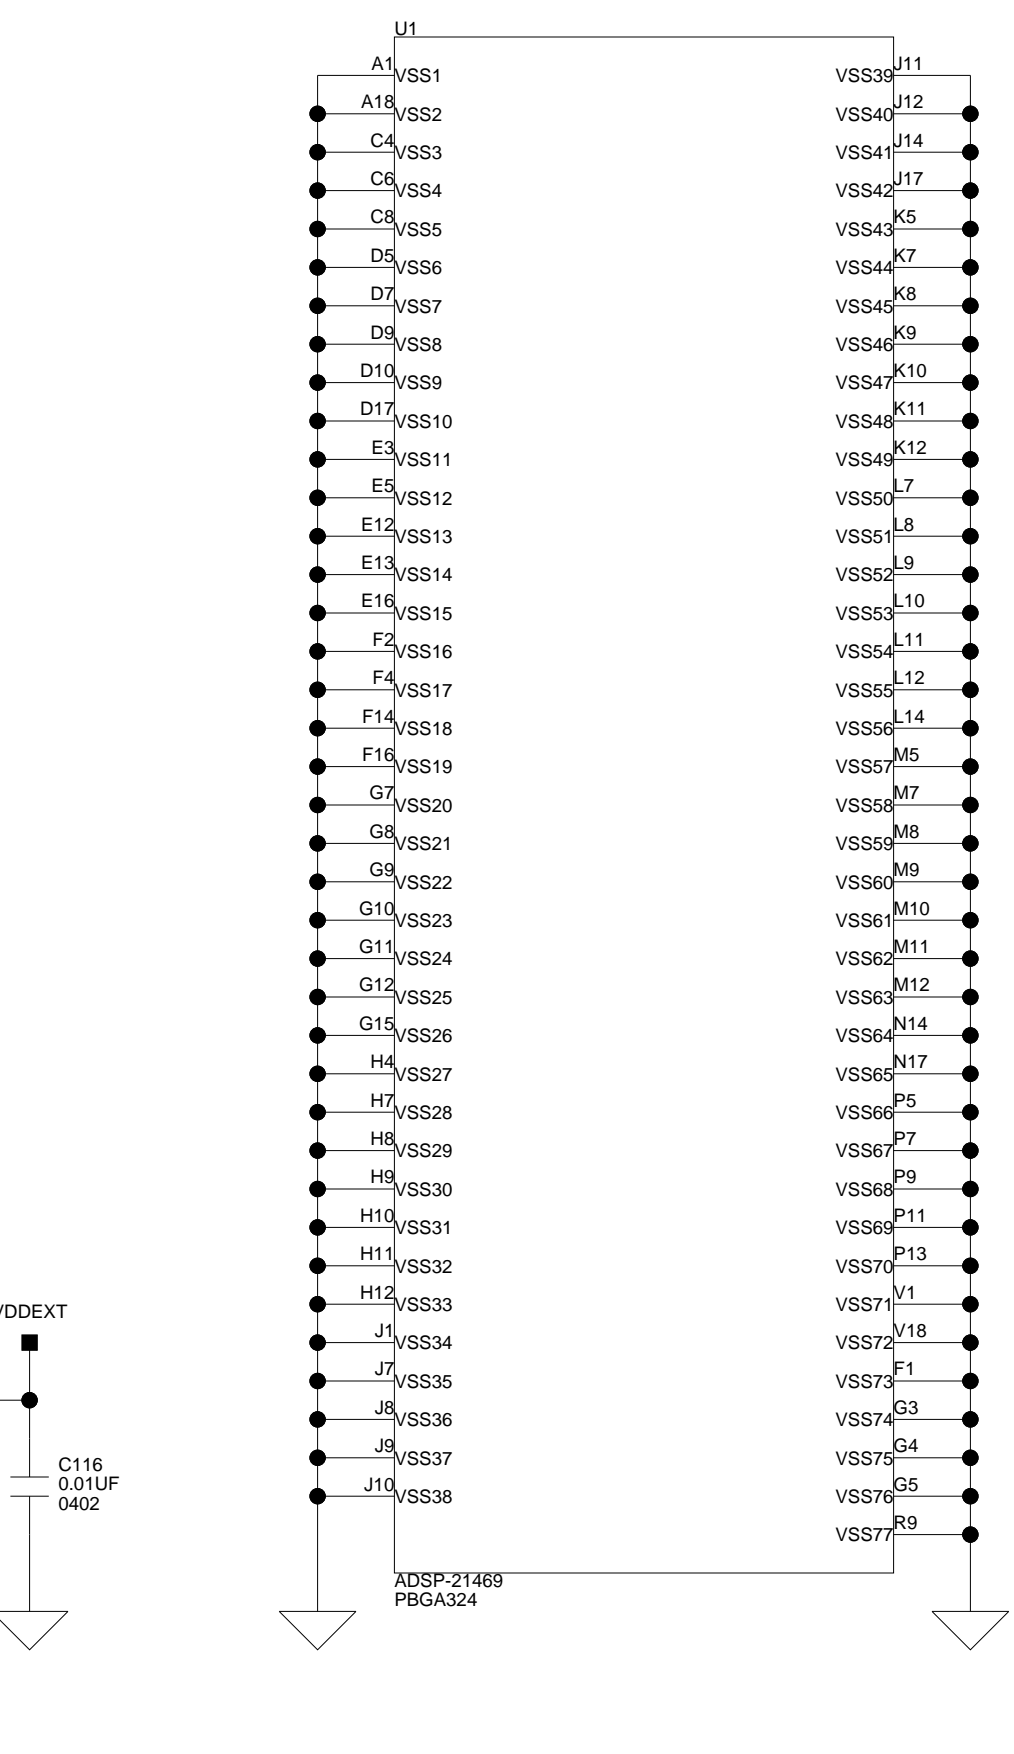 U1
A1 VSS1 VSS39 J11
A18 VSS2 VSS40 J12
C4 VSS3 VSS41 J14
C6 VSS4 VSS42 J17
C8 VSS5 VSS43 K5
D5 VSS6 VSS44 K7
D7 VSS7 VSS45 K8
D9 VSS8 VSS46 K9
D10 VSS9 VSS47 K10
D17 VSS10 VSS48 K11
E3 VSS11 VSS49 K12
E5 VSS12 VSS50 L7
E12 VSS13 VSS51 L8
E13 VSS14 VSS52 L9
E16 VSS15 VSS53 L10
F2 VSS16 VSS54 L11
F4 VSS17 VSS55 L12
F14 VSS18 VSS56 L14
F16 VSS19 VSS57 M5
G7 VSS20 VSS58 M7
G8 VSS21 VSS59 M8
G9 VSS22 VSS60 M9
G10 VSS23 VSS61 M10
G11 VSS24 VSS62 M11
G12 VSS25 VSS63 M12
G15 VSS26 VSS64 N14
H4 VSS27 VSS65 N17
H7 VSS28 VSS66 P5
H8 VSS29 VSS67 P7
H9 VSS30 VSS68 P9
H10 VSS31 VSS69 P11
H11 VSS32 VSS70 P13
H12 VSS33 VSS71 V1
J1 VSS34 VSS72 V18
J7 VSS35 VSS73 F1
J8 VSS36 VSS74 G3
J9 VSS37 VSS75 G4
J10 VSS38 VSS76 G5
VSS77 R9
ADSP-21469
PBGA324
VDDEXT
C116
0.01UF
0402